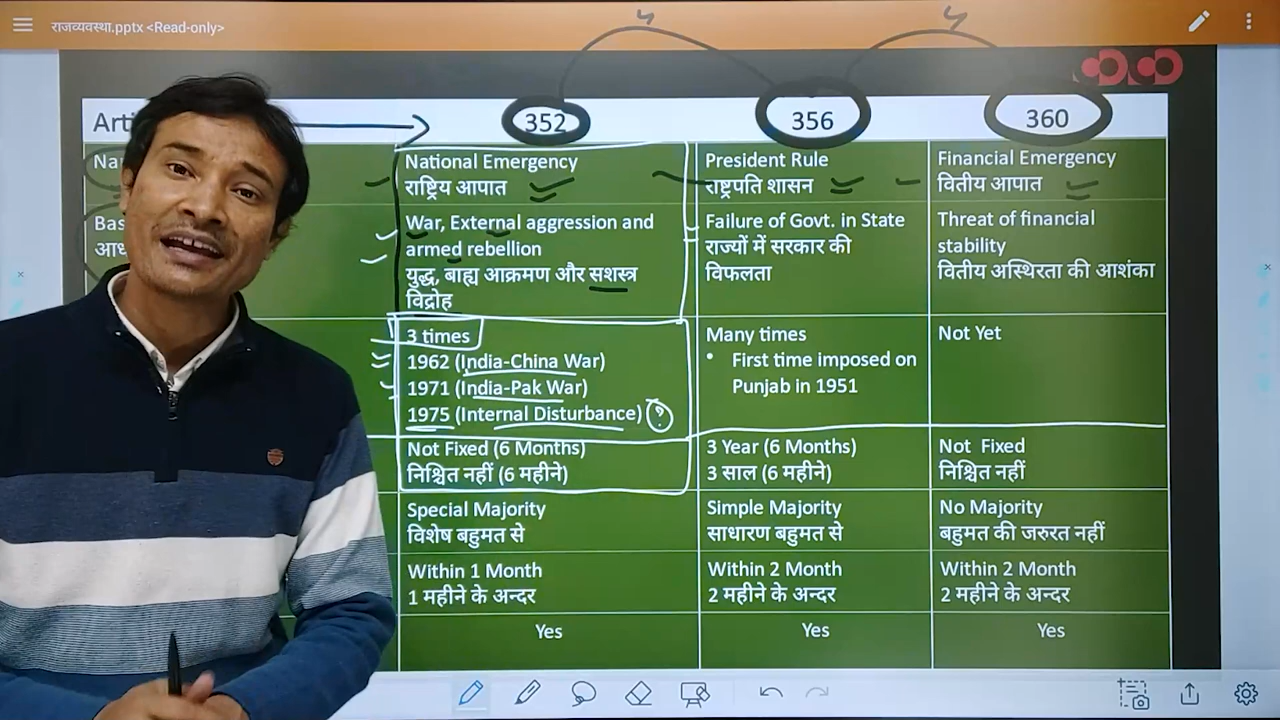 राजव्यवस्था.pptx <Read-only>
352
356
360
National Emergency
राष्ट्रिय आपात
President Rule
राष्ट्रपति शासन
Financial Emergency
वितीय आपात
War, External aggression and
armed rebellion
युद्ध, बाह्य आक्रमण और सशस्त्र
विद्रोह
Failure of Govt. in State
राज्यों में सरकार की
विफलता
Threat of financial
stability
वितीय अस्थिरता की आशंका
3 times
1962 (India-China War)
1971 (India-Pak War)
1975 (Internal Disturbance) ?
Many times
• First time imposed on
Punjab in 1951
Not Yet
Not Fixed (6 Months)
निश्चित नहीं (6 महीने)
3 Year (6 Months)
3 साल (6 महीने)
Not Fixed
निश्चित नहीं
Special Majority
विशेष बहुमत से
Simple Majority
साधारण बहुमत से
No Majority
बहुमत की जरुरत नहीं
Within 1 Month
1 महीने के अन्दर
Within 2 Month
2 महीने के अन्दर
Within 2 Month
2 महीने के अन्दर
Yes
Yes
Yes